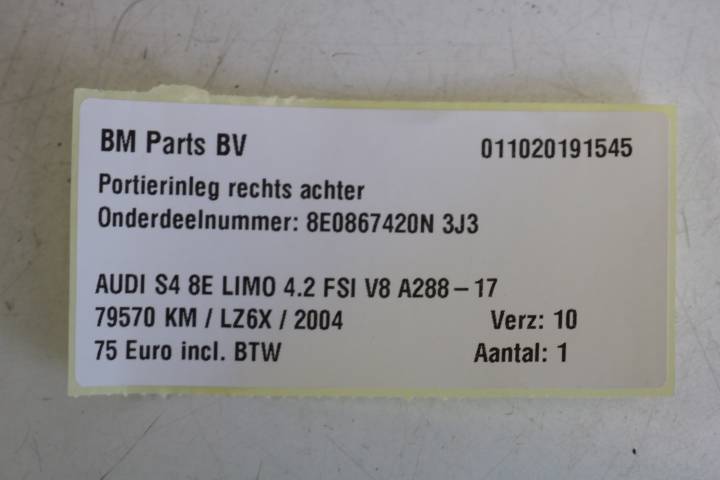 BM Parts BV 011020191545
Portierinleg rechts achter
Onderdeelnummer: 8E0867420N 3J3
AUDI S4 8E LIMO 4.2 FSI V8 A288-17
79570 KM / LZ6X / 2004 Verz: 10
75 Euro incl. BTW Aantal: 1